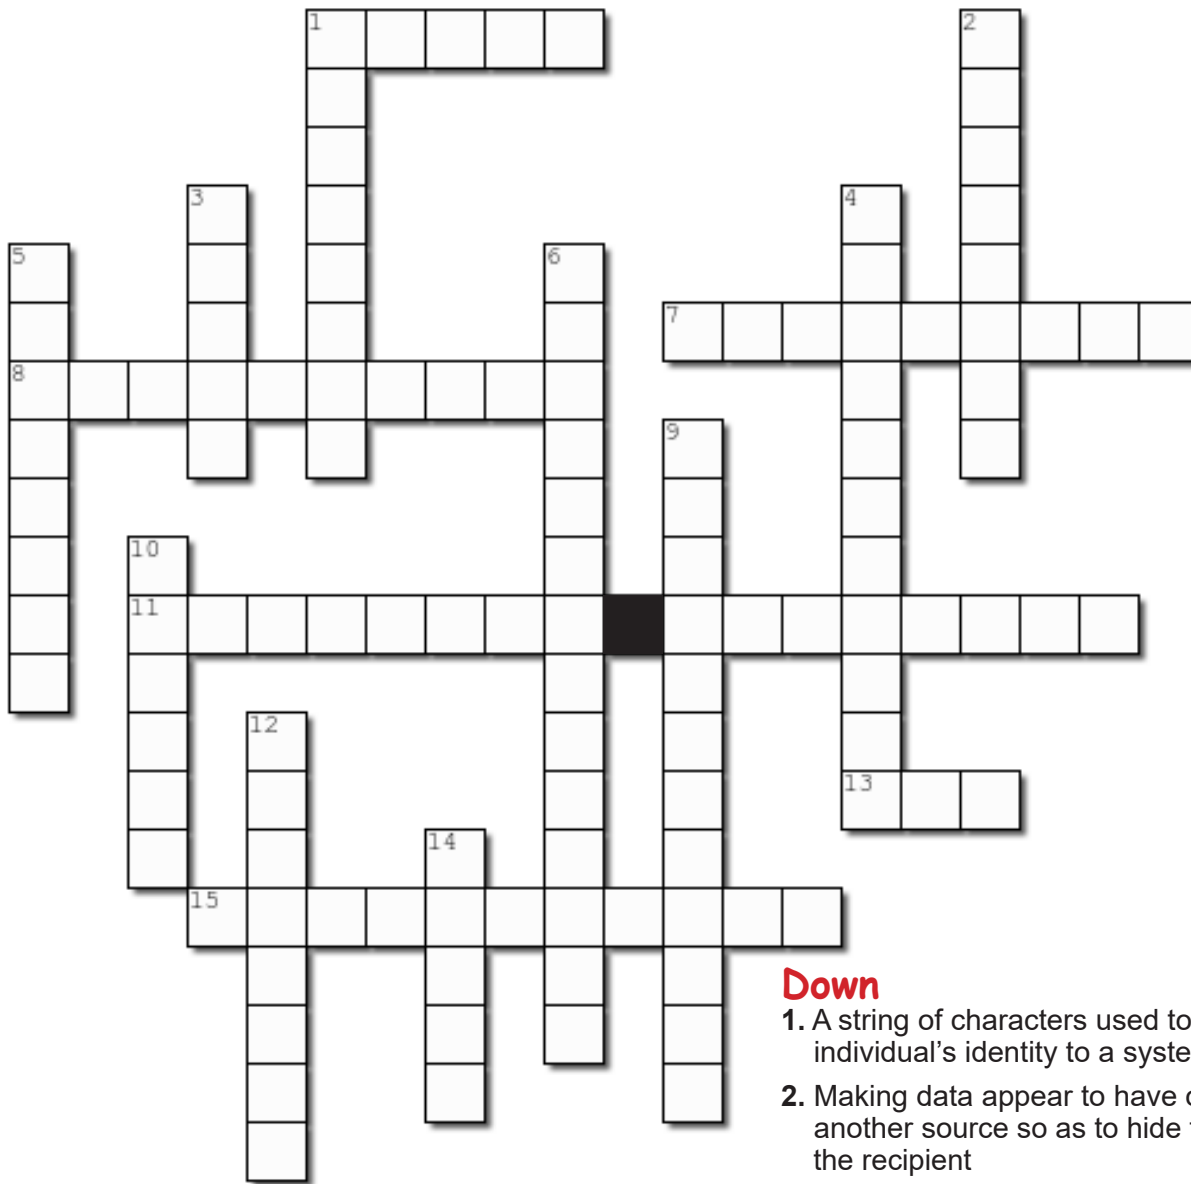 1
2
3
4
5
6
7
8
9
10
11
12
13
14
15
Down
1. A string of characters used to
individual’s identity to a syste
2. Making data appear to have
another source so as to hide
the recipient